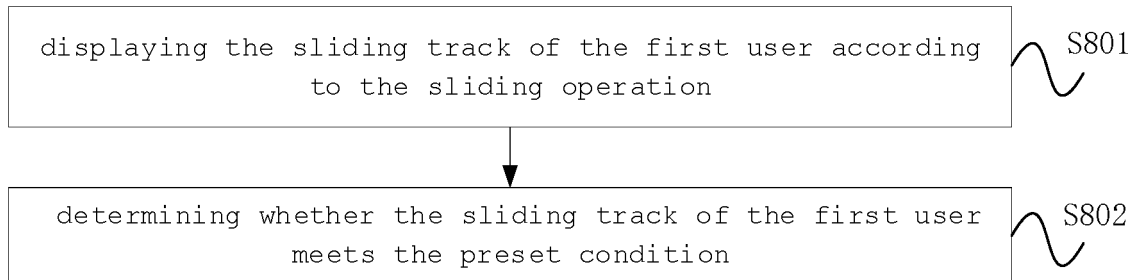 displaying the sliding track of the first user according
to the sliding operation
S801
determining whether the sliding track of the first user
meets the preset condition
S802